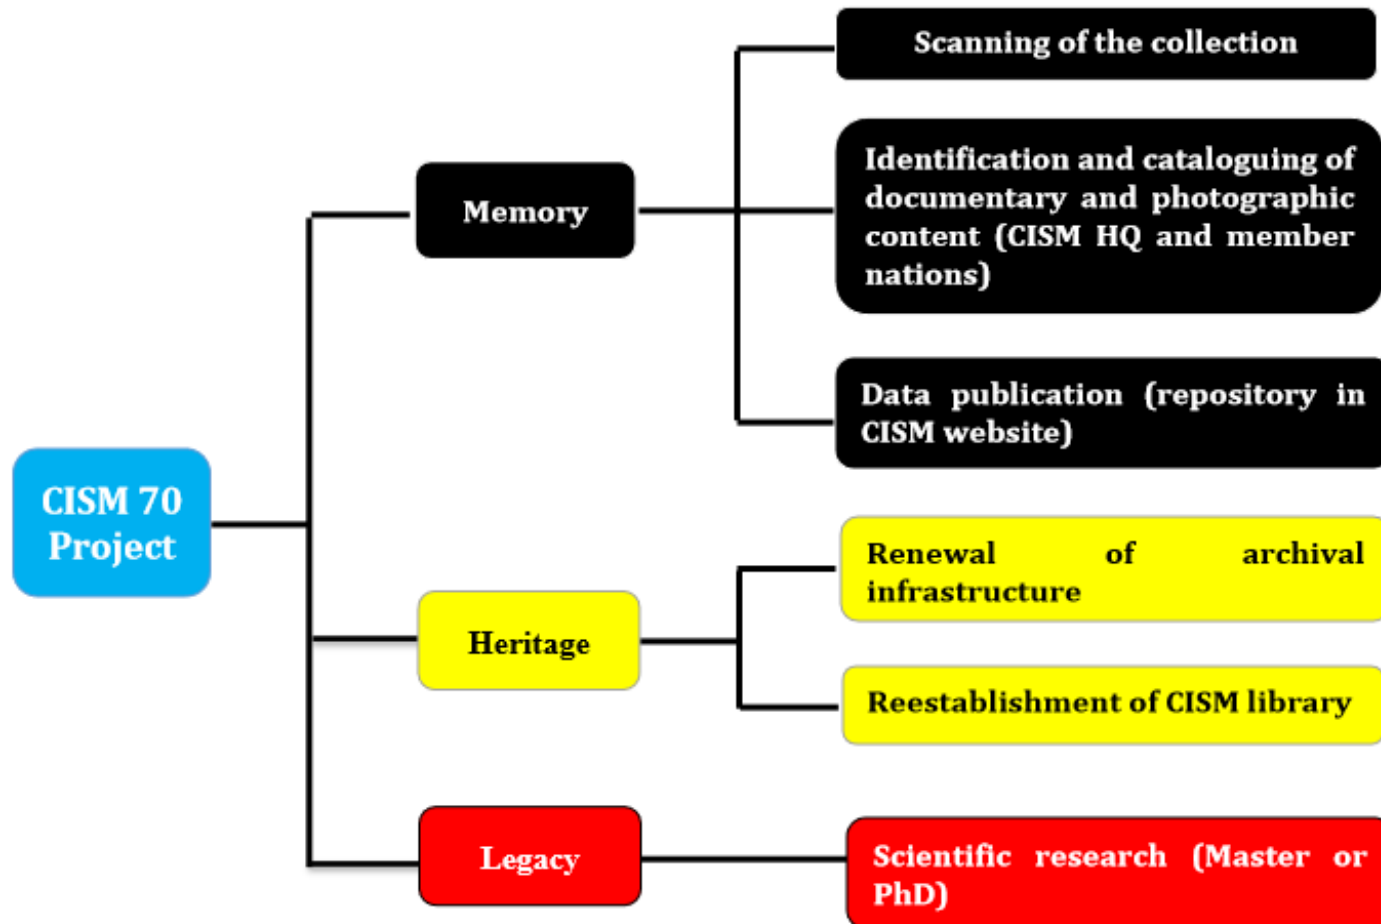 Scanning of the collection
Identification and cataloguing of
documentary and photographic
content (CISM HQ and member
nations)
Memory
Data publication (repository in
CISM website)
CISM 70
Project
Renewal of archival
infrastructure
Heritage
Reestablishment of CISM library
Legacy
Scientific research (Master or
PhD)